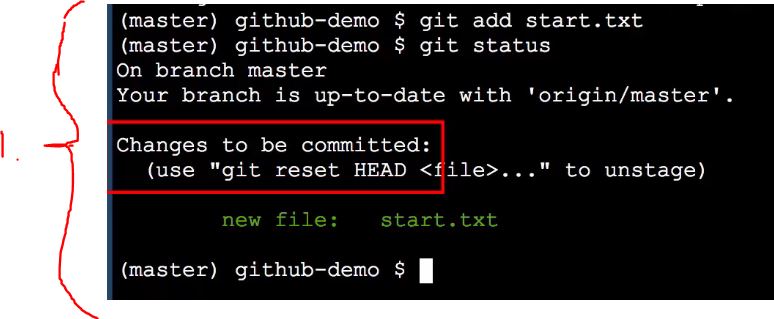 (master) github-demo $ git add start.txt
(master) github-demo $ git status
On branch master
Your branch is up-to-date with 'origin/master'.
Changes to be committed:
(use "git reset HEAD <file>..." to unstage)
new file: start.txt
(master) github-demo $
1.